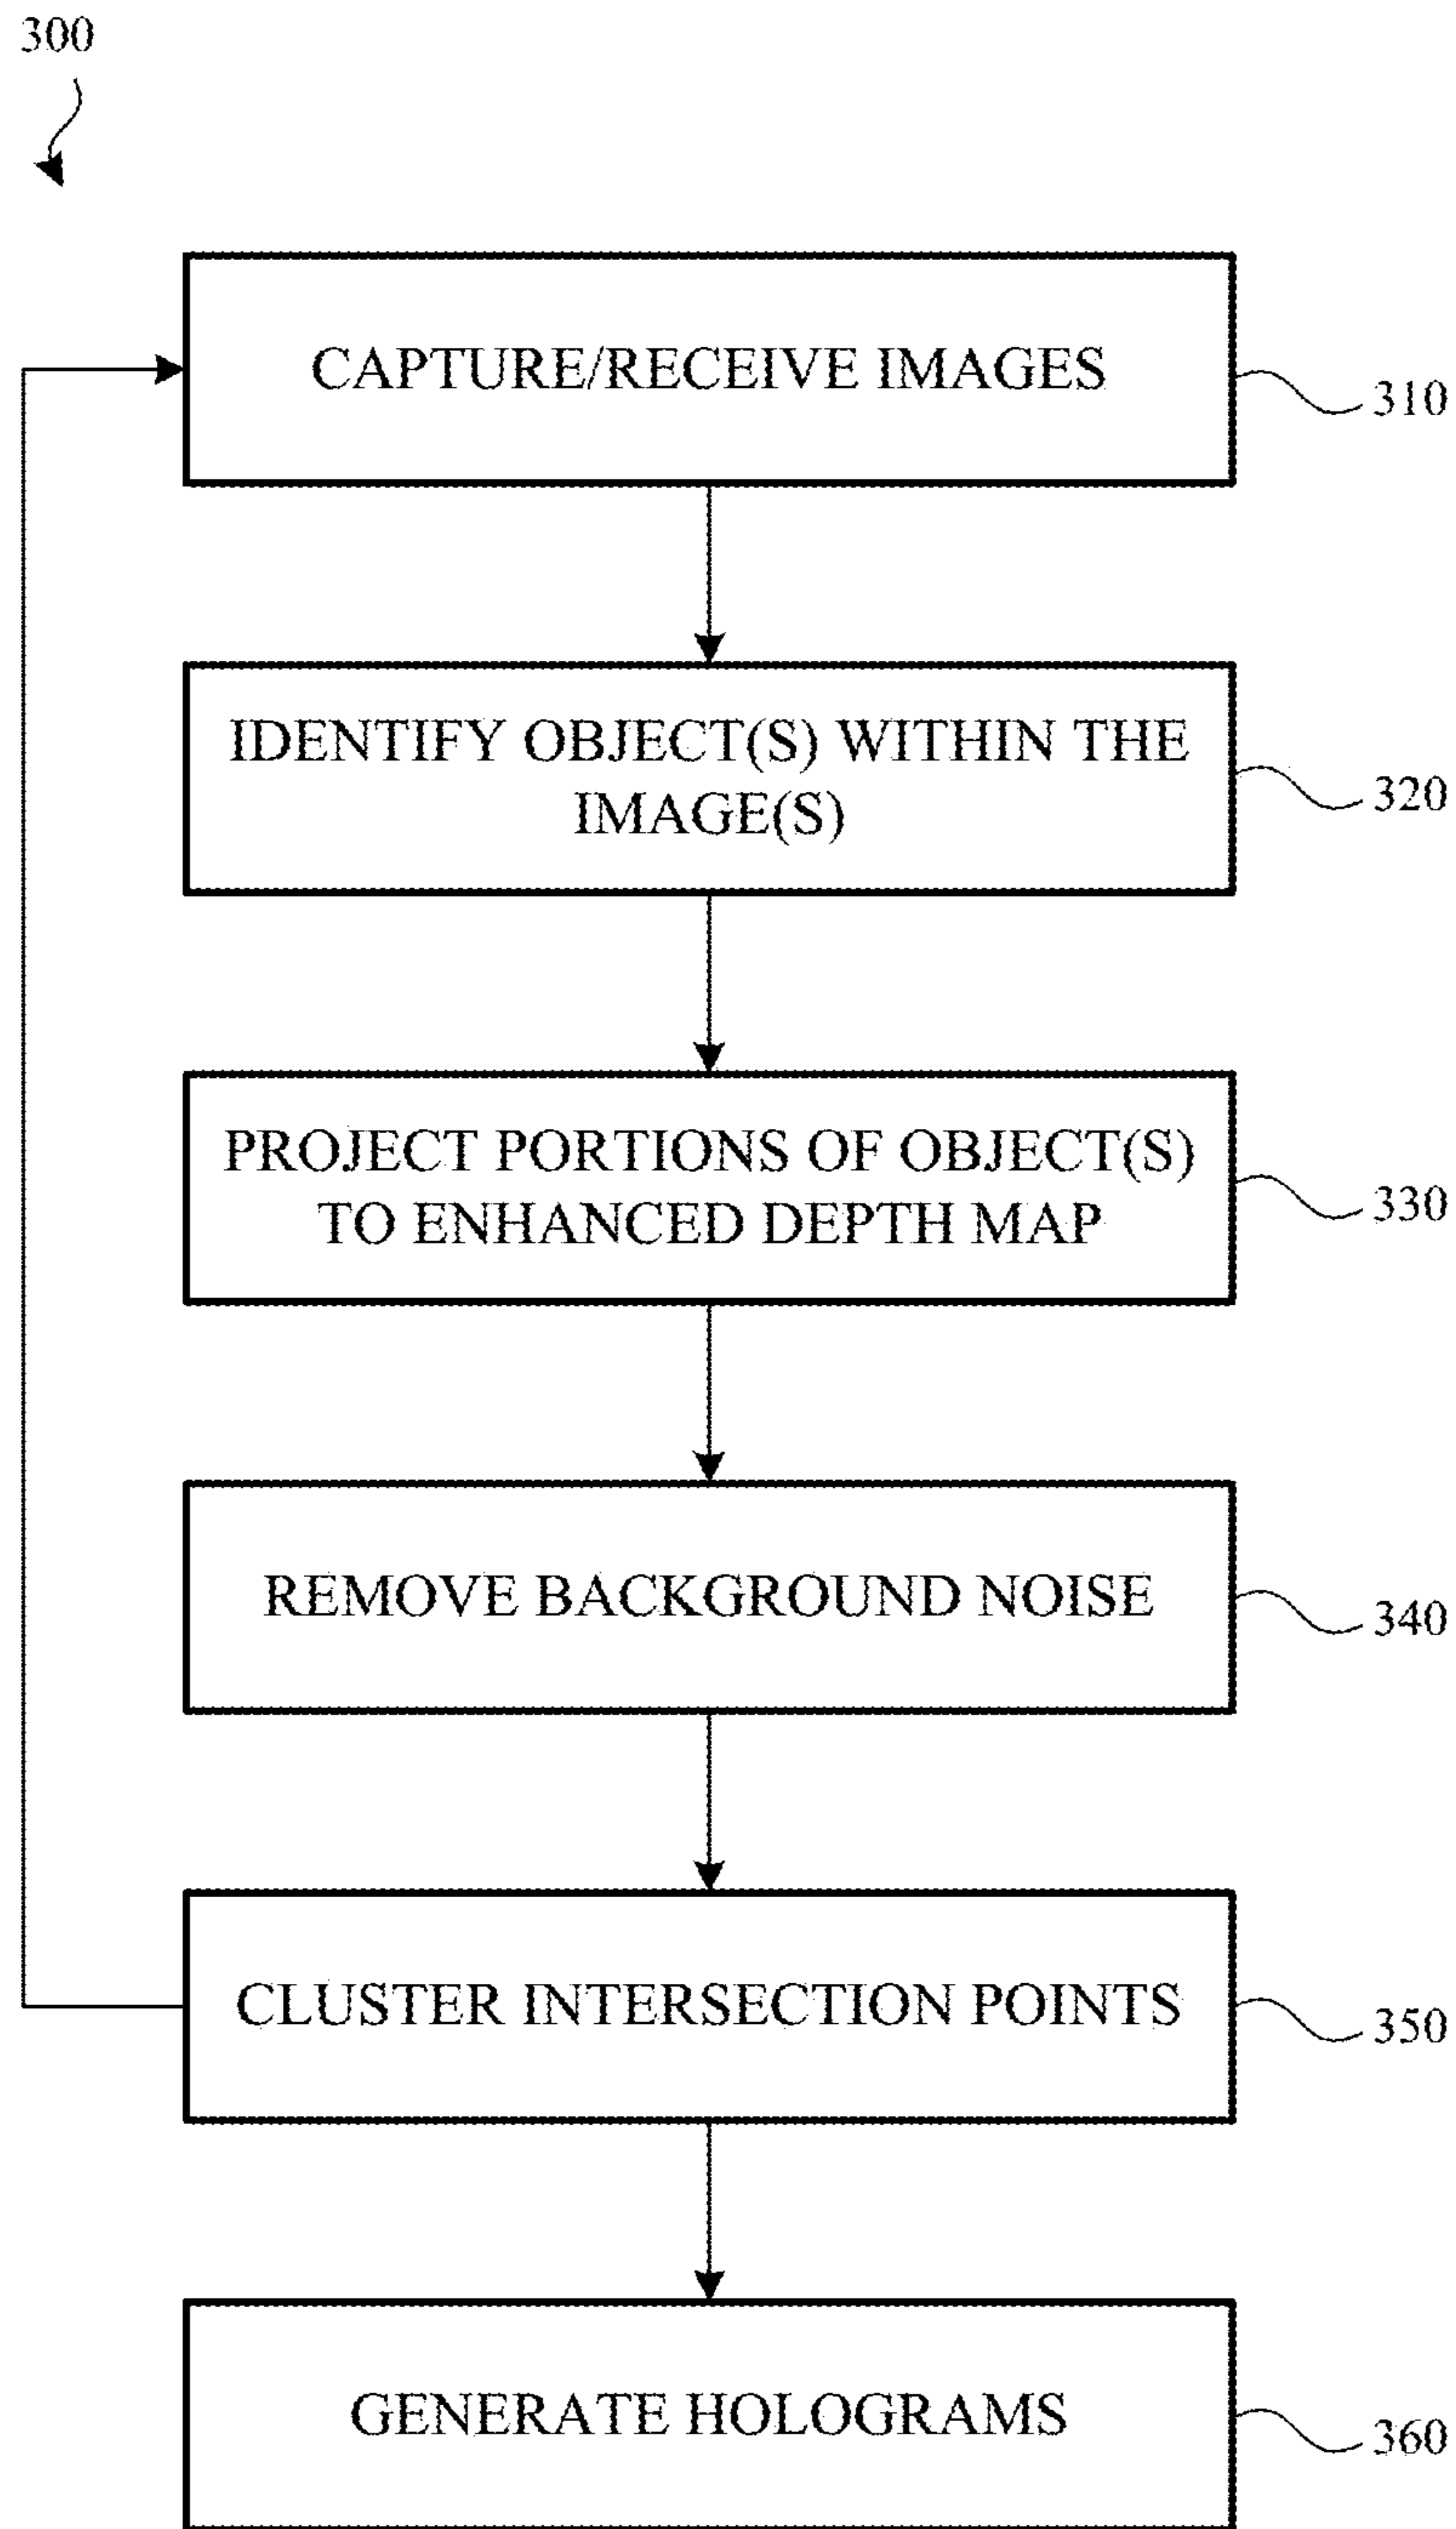 300
CAPTURE/RECEIVE IMAGES
310
IDENTIFY OBJECT(S) WITHIN THE
IMAGE(S)
320
PROJECT PORTIONS OF OBJECT(S)
TO ENHANCED DEPTH MAP
330
REMOVE BACKGROUND NOISE
340
CLUSTER INTERSECTION POINTS
350
GENERATE HOLOGRAMS
360